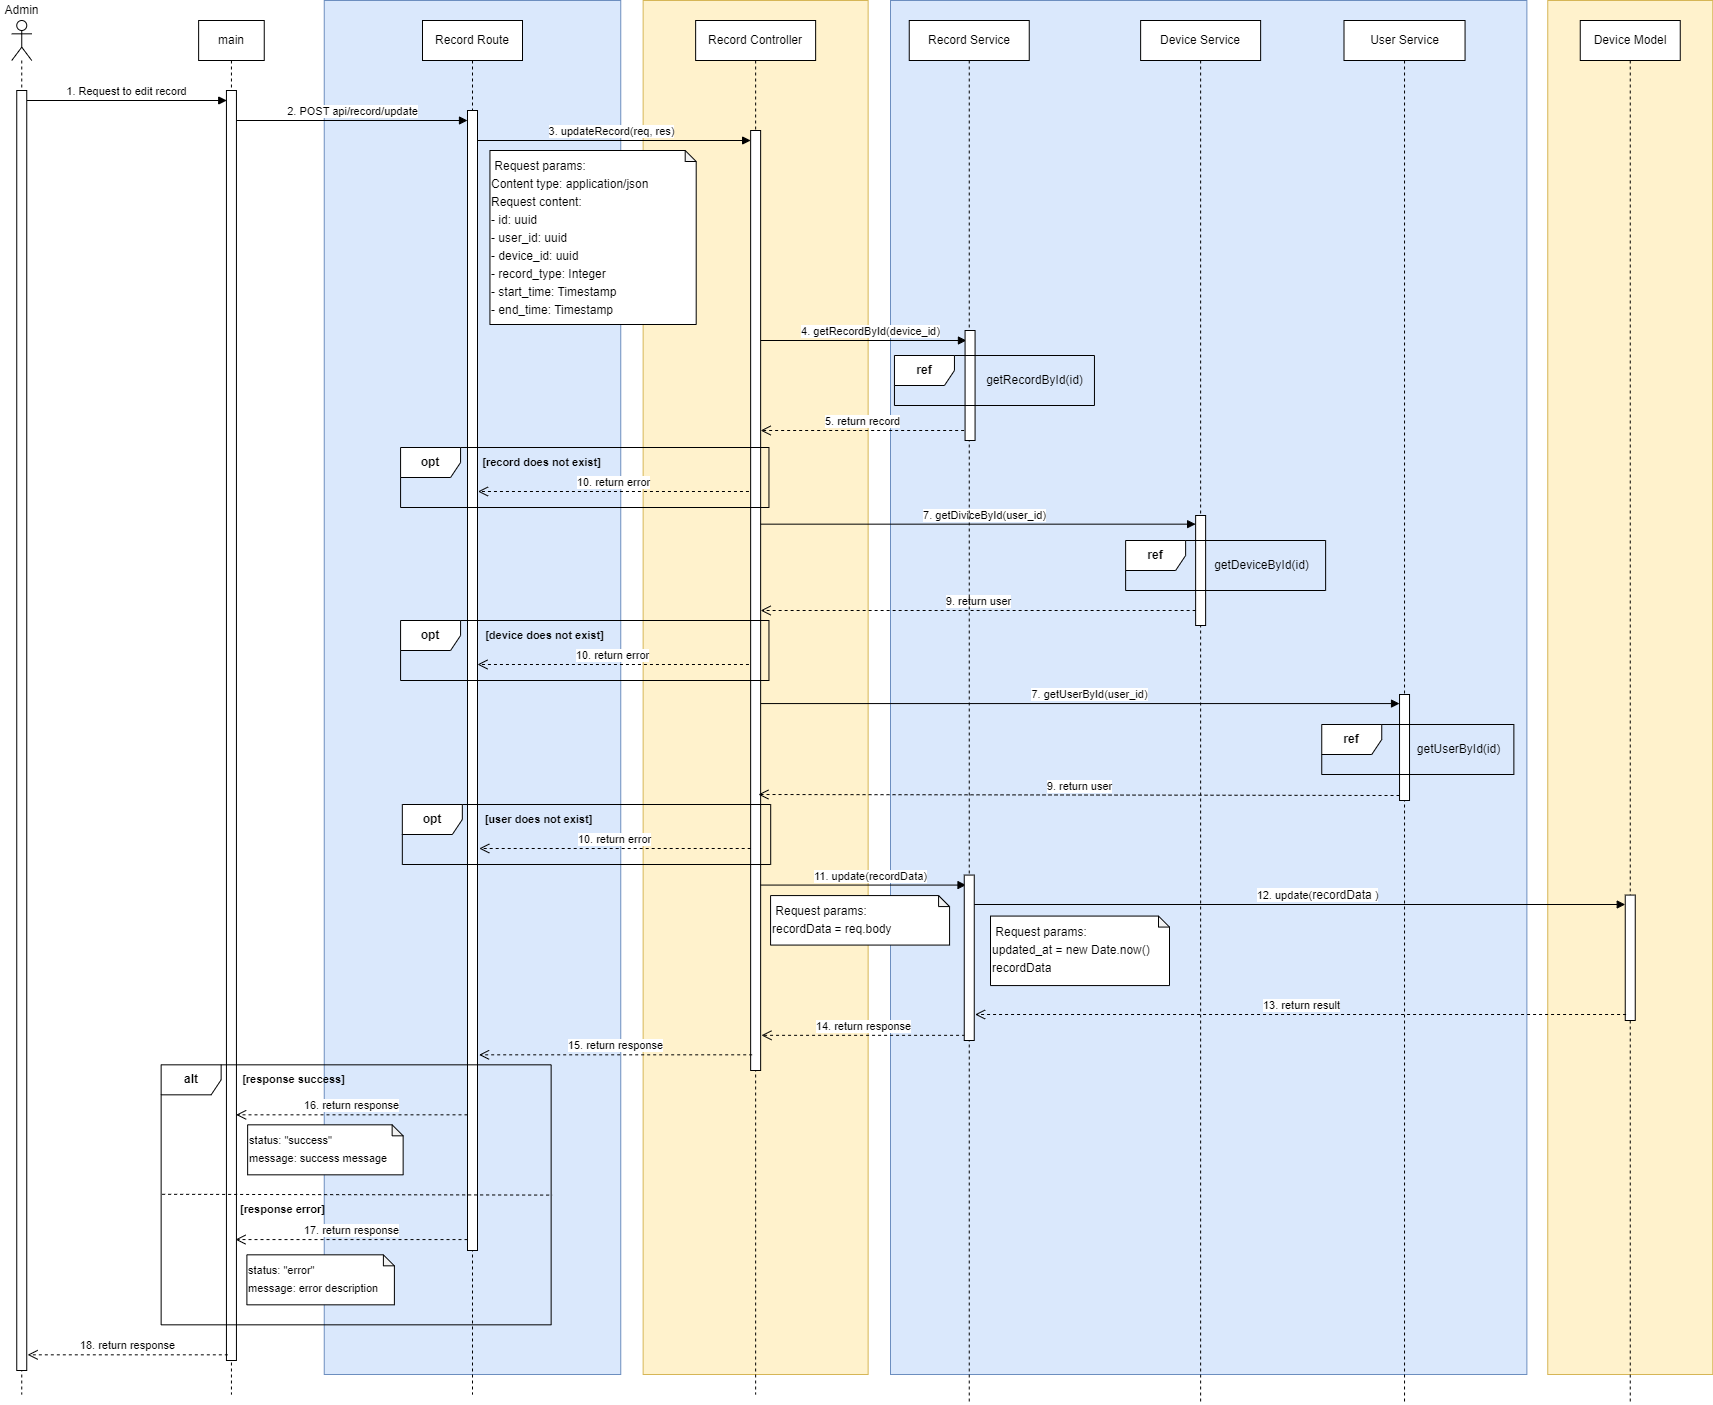 Admin
main
Record Route
Record Controller
Record Service
Device Service
User Service
Device Model
1. Request to edit record
2. POST api/record/update
3. updateRecord(req, res)
Request params:
Content type: application/json
Request content:
- id: uuid
- user_id: uuid
- device_id: uuid
- record_type: Integer
- start_time: Timestamp
- end_time: Timestamp
4. getRecordById(device_id)
ref
getRecordById(id)
5. return record
opt
[record does not exist]
10. return error
7. getDiviceById(user_id)
ref
getDeviceById(id)
9. return user
opt
[device does not exist]
10. return error
7. getUserById(user_id)
ref
getUserById(id)
9. return user
opt
[user does not exist]
10. return error
11. update(recordData)
12. update(recordData )
Request params:
recordData = req.body
Request params:
updated_at = new Date.now()
recordData
13. return result
14. return response
15. return response
alt
[response success]
16. return response
status: "success"
message: success message
[response error]
17. return response
status: "error"
message: error description
18. return response